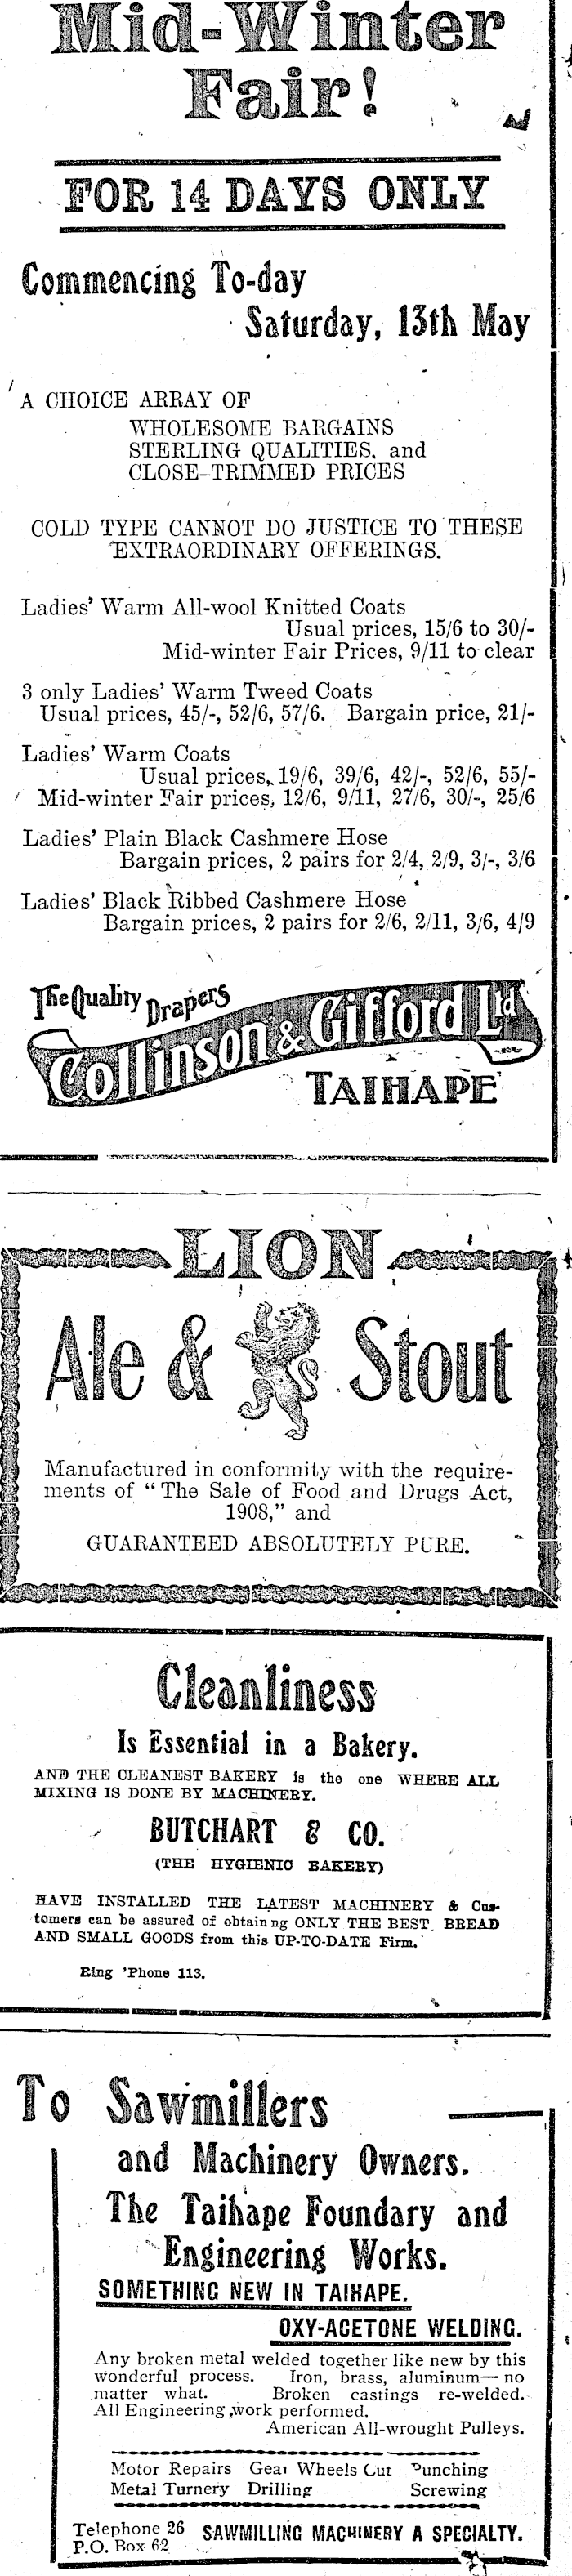 Mid-Winter
Fair!
FOR 14 DAYS ONLY
Commencing To-day
Saturday, 13th May
A CHOICE ARRAY OF
WHOLESOME BARGAINS
STERLING QUALITIES, and
CLOSE-TRIMMED PRICES
COLD TYPE CANNOT DO JUSTICE TO THESE
EXTRAORDINARY OFFERINGS.
Ladies' Warm All-wool Knitted Coats
Usual prices, 15/6 to 30/-
Mid-winter Fair Prices, 9/11 to clear
3 only Ladies' Warm Tweed Coats
Usual prices, 45/-, 52/6, 57/6. Bargain price, 21/-
Ladies' Warm Coats
Usual prices, 19/6, 39/6, 42/-, 52/6, 55/-
Mid-winter Fair prices, 12/6, 9/11, 27/6, 30/-, 25/6
Ladies' Plain Black Cashmere Hose
Bargain prices, 2 pairs for 2/4, 2/9, 3/-, 3/6
Ladies' Black Ribbed Cashmere Hose
Bargain prices, 2 pairs for 2/6, 2/11, 3/6, 4/9
The Quality Drapers
Collinson & Gifford Ltd
TAIHAPE
LION
Ale & Stout
Manufactured in conformity with the require-
ments of "The Sale of Food and Drugs Act,
1908," and
GUARANTEED ABSOLUTELY PURE.
Cleanliness
Is Essential in a Bakery.
AND THE CLEANEST BAKERY is the one WHERE ALL
MIXING IS DONE BY MACHINERY.
BUTCHART & CO.
(THE HYGIENIC BAKERY)
HAVE INSTALLED THE LATEST MACHINERY & Cus-
tomers can be assured of obtainng ONLY THE BEST BREAD
AND SMALL GOODS from this UP-TO-DATE Firm.
Ring 'Phone 113.
To Sawmillers
and Machinery Owners.
The Taihape Foundary and
Engineering Works.
SOMETHING NEW IN TAIHAPE.
OXY-ACETONE WELDING.
Any broken metal welded together like new by this
wonderful process. Iron, brass, aluminum—no
matter what. Broken castings re-welded.
All Engineering work performed.
American All-wrought Pulleys.
Motor Repairs Gear Wheels Cut Punching
Metal Turnery Drilling Screwing
Telephone 26
P.O. Box 62
SAWMILLING MACHINERY A SPECIALTY.